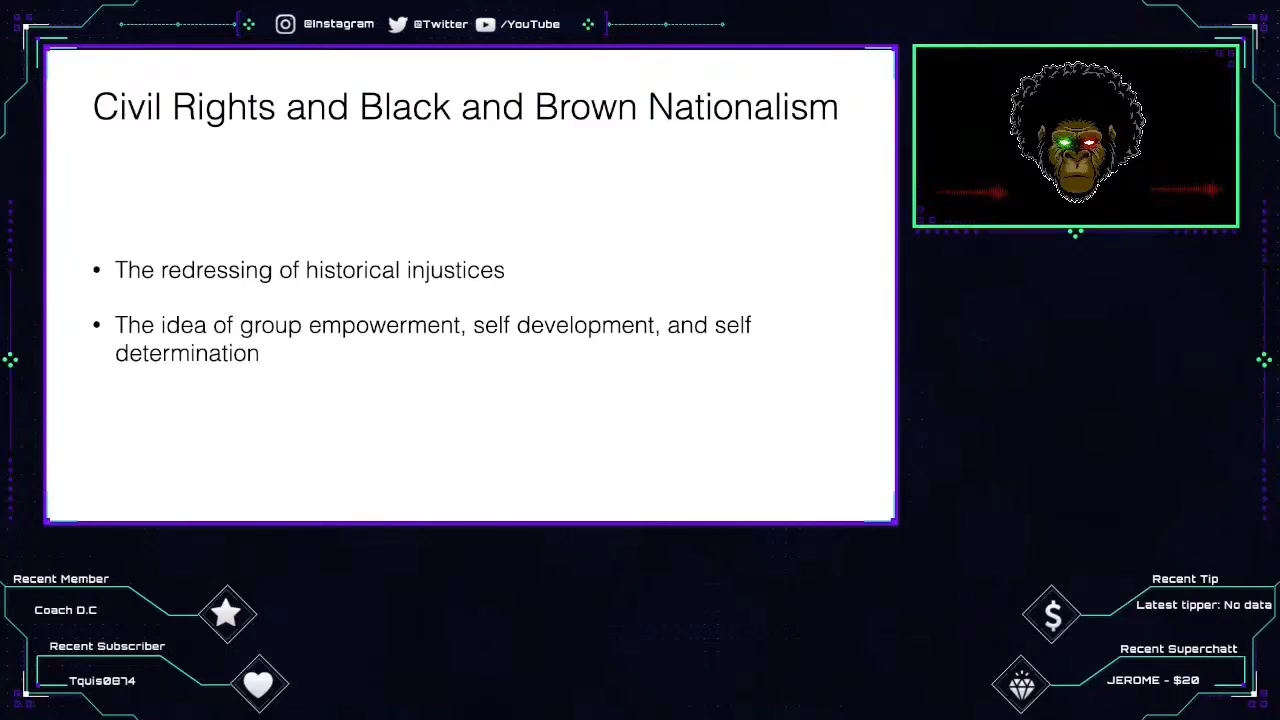 @Instagram @Twitter /YouTube
Civil Rights and Black and Brown Nationalism
• The redressing of historical injustices
• The idea of group empowerment, self development, and self
determination
Recent Member
Coach D.C
Recent Subscriber
Tquis0874
Recent Tip
Latest tipper: No data
Recent Superchatt
JEROME - $20